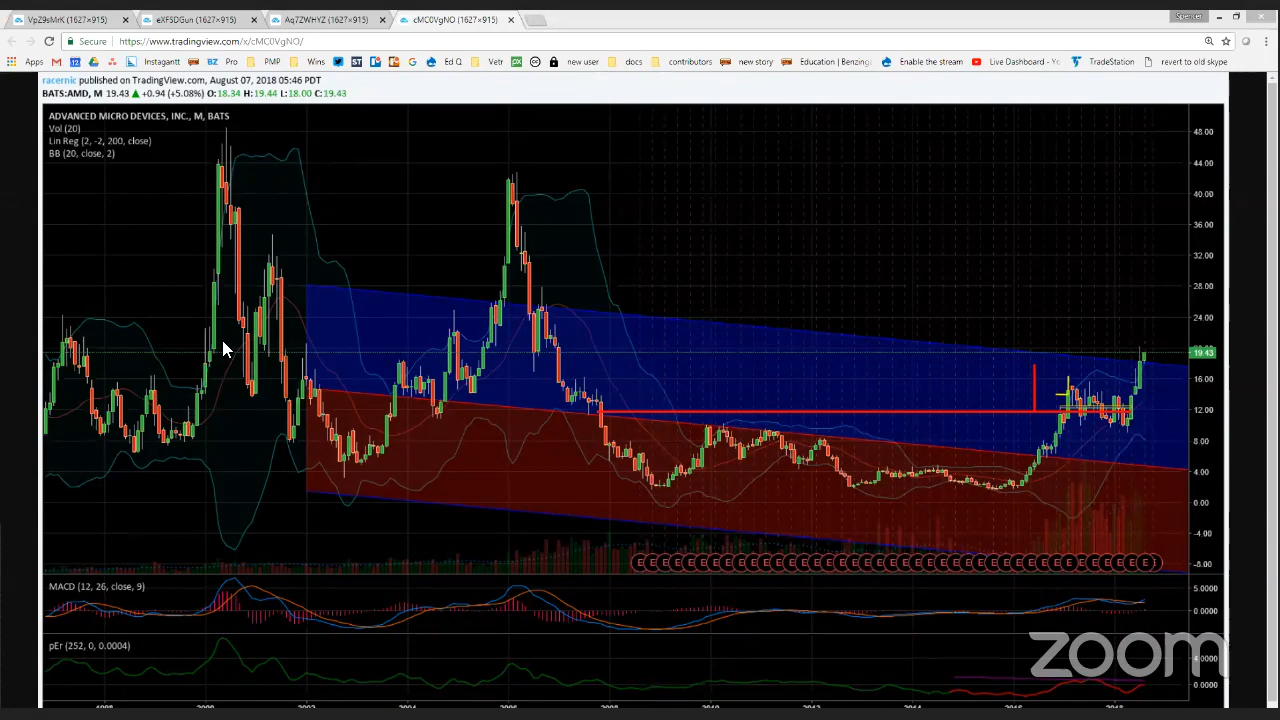 VpZ9sMrK (1627×915) eXFSDGun (1627×915) Aq7ZWHYZ (1627×915) cMC0VgNO (1627×915) Spencer
Secure https://www.tradingview.com/x/cMC0VgNO/
Apps Instagantt Pro PMP Wins ST Ed Q Vetr new user docs contributors new story Education | Benzing Enable the stream Live Dashboard - Yo TradeStation revert to old skype
racernic published on TradingView.com, August 07, 2018 05:46 PDT
BATS:AMD, M 19.43 ▲ +0.94 (+5.08%) O:18.34 H:19.44 L:18.00 C:19.43
ADVANCED MICRO DEVICES, INC., M, BATS
Vol (20)
Lin Reg (2, -2, 200, close)
BB (20, close, 2)
48.00
44.00
40.00
36.00
32.00
28.00
24.00
19.43
16.00
12.00
8.00
4.00
0.00
-4.00
-8.00
E E E E E E E E E E E E E E E E E E E E E E E E E E E E E E E E E E E E E E E E
MACD (12, 26, close, 9)
5.0000
0.0000
pEr (252, 0, 0.0004)
4.0000
0.0000
zoom